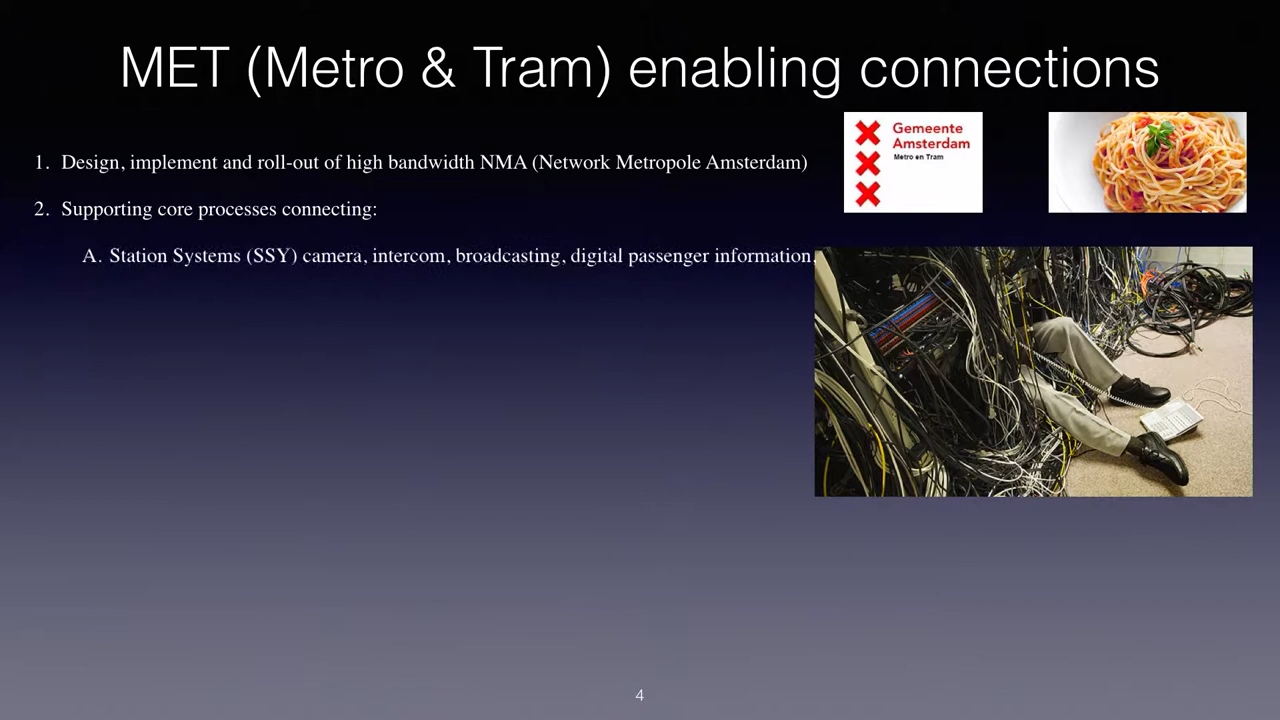 MET (Metro & Tram) enabling connections
1. Design, implement and roll-out of high bandwidth NMA (Network Metropole Amsterdam)
2. Supporting core processes connecting:
A. Station Systems (SSY) camera, intercom, broadcasting, digital passenger information,
Gemeente
Amsterdam
Metro en Tram
4